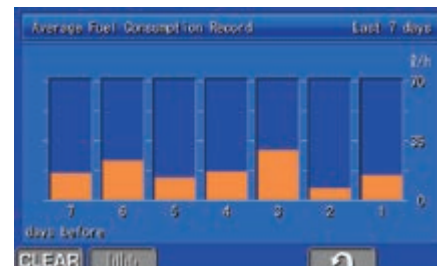 Average Fuel Consumption Record Last 7 days
ℓ/h
70
35
0
7 6 5 4 3 2 1
days before
CLEAR